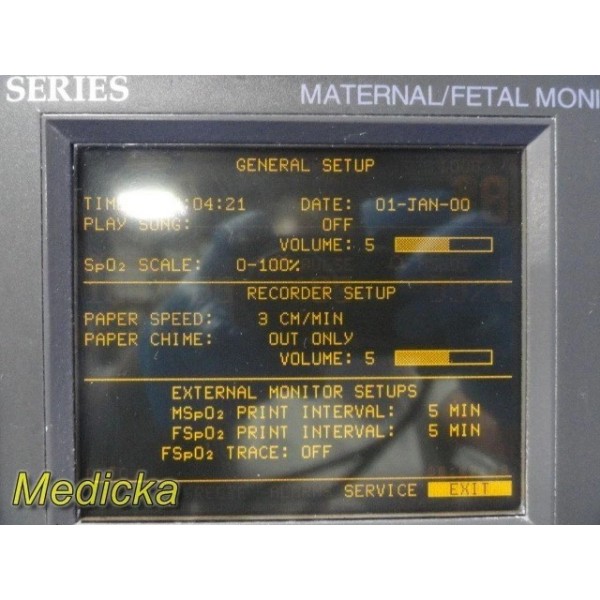 SERIES
MATERNAL/FETAL MONI
GENERAL SETUP
:04:21 DATE: 01-JAN-00
PLAY SONG: OFF
VOLUME: 5
SpO₂ SCALE: 0-100%
RECORDER SETUP
PAPER SPEED: 3 CM/MIN
PAPER CHIME: OUT ONLY
VOLUME: 5
EXTERNAL MONITOR SETUPS
MSpO₂ PRINT INTERVAL: 5 MIN
FSpO₂ PRINT INTERVAL: 5 MIN
FSpO₂ TRACE: OFF
SERVICE EXIT
Medicka